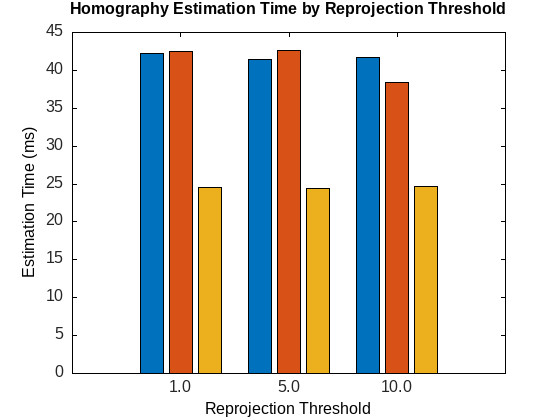 Homography Estimation Time by Reprojection Threshold
45
40
35
30
25
20
15
10
5
0
Estimation Time (ms)
1.0 5.0 10.0
Reprojection Threshold